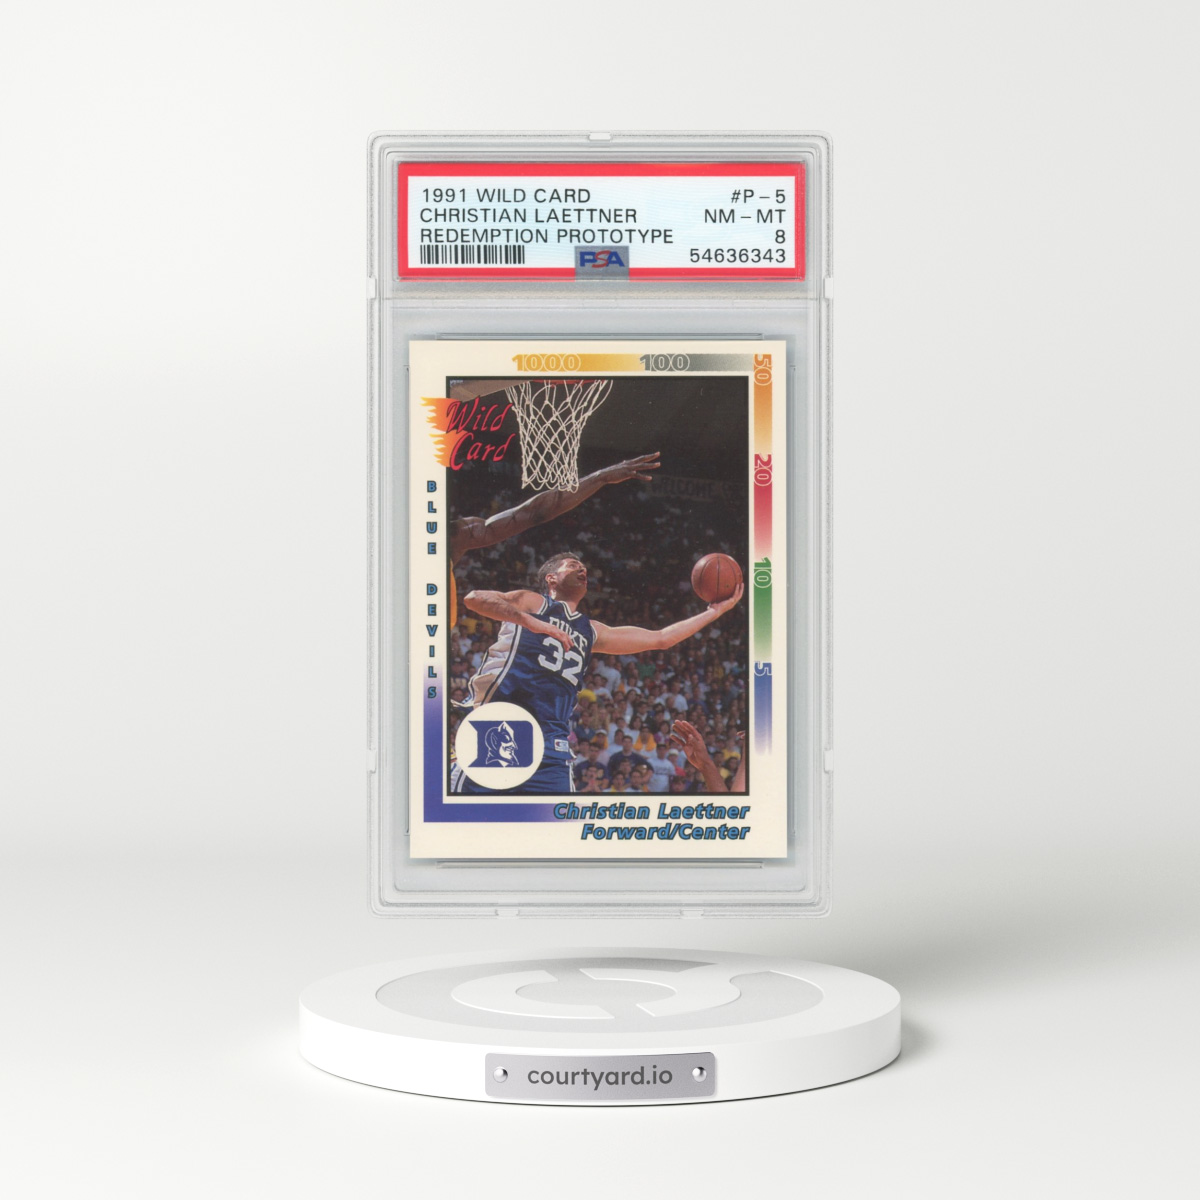 1991 WILD CARD #P-5
CHRISTIAN LAETTNER NM-MT
REDEMPTION PROTOTYPE 8
PSA 54636343
1000 100 50
Wild
Card
20
BLUE DEVILS
10
DUKE
32
5
D
Christian Laettner
Forward/Center
courtyard.io